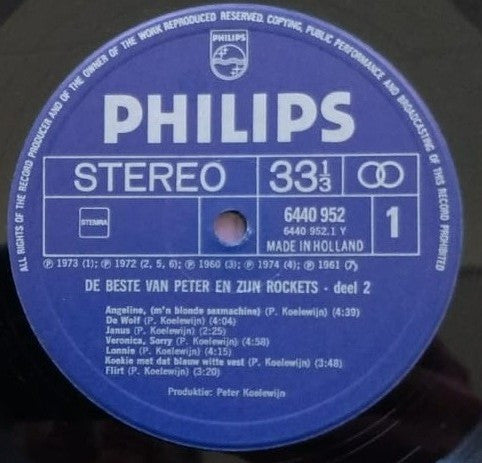 ALL RIGHTS OF THE RECORD PRODUCER AND OF THE OWNER OF THE WORK REPRODUCED RESERVED. COPYING, PUBLIC PERFORMANCE AND BROADCASTING OF THIS RECORD PROHIBITED
PHILIPS
PHILIPS
STEREO 33⅓
STEMRA
6440 952
6440 952.1 Y
MADE IN HOLLAND
1
℗ 1973 (1); ℗ 1972 (2, 5, 6); ℗ 1960 (3); ℗ 1974 (4); ℗ 1961 (7)
DE BESTE VAN PETER EN ZIJN ROCKETS - deel 2
Angeline, (m'n blonde sexmachine) (P. Koelewijn) (4:39)
De Wolf (P. Koelewijn) (4:04)
Janus (P. Koelewijn) (2:25)
Veronica, Sorry (P. Koelewijn) (4:58)
Lonnie (P. Koelewijn) (4:15)
Kookie met dat blauw witte vest (P. Koelewijn) (3:48)
Flirt (P. Koelewijn) (3:20)
Produktie: Peter Koelewijn